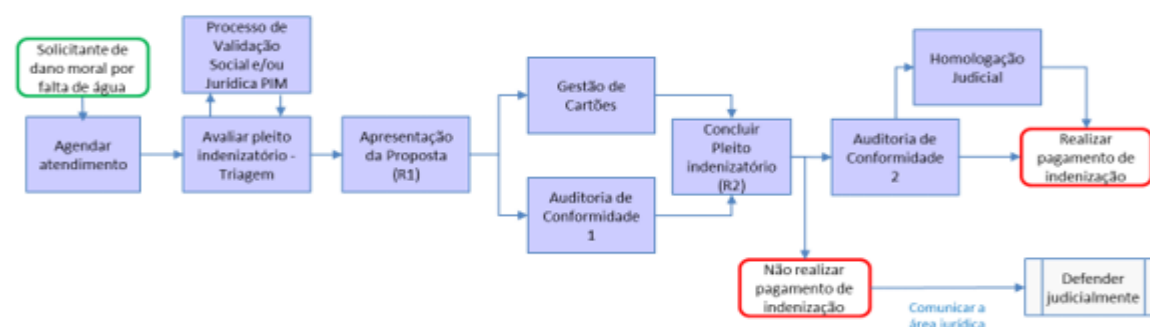 Solicitante de
dano moral por
falta de água
Agendar
atendimento
Processo de
Validação
Social e/ou
Jurídica PIM
Avaliar pleito
indenizatório -
Triagem
Apresentação
da Proposta
(R1)
Gestão de
Cartões
Auditoria de
Conformidade
1
Concluir
Pleito
indenizatório
(R2)
Homologação
Judicial
Auditoria de
Conformidade
2
Realizar
pagamento de
indenização
Não realizar
pagamento de
indenização
Comunicar a
área jurídica
Defender
judicialmente